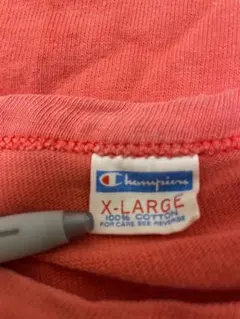 Champion
X-LARGE
100% COTTON
FOR CARE SEE REVERSE